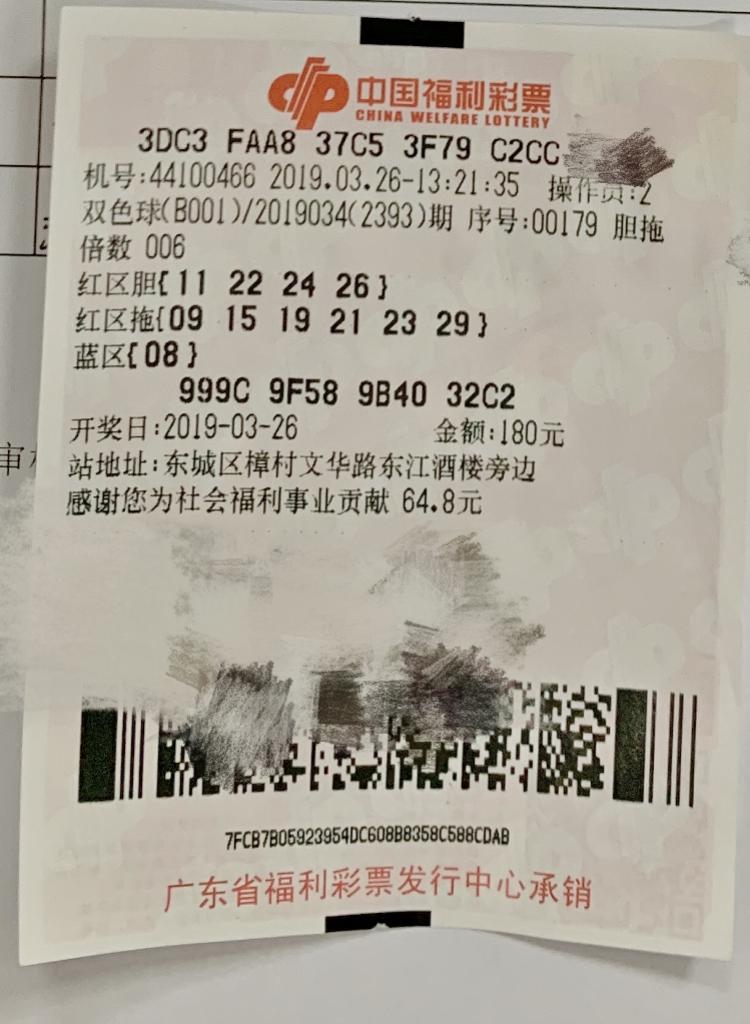 中国福利彩票
CHINA WELFARE LOTTERY
3DC3 FAA8 37C5 3F79 C2CC
机号:44100466 2019.03.26-13:21:35 操作员:2
双色球(B001)/2019034(2393)期 序号:00179 胆拖
倍数 006
红区胆{11 22 24 26}
红区拖{09 15 19 21 23 29}
蓝区{08}
999C 9F58 9B40 32C2
开奖日:2019-03-26 金额:180元
站地址:东城区樟村文华路东江酒楼旁边
感谢您为社会福利事业贡献 64.8元
7FCB7B05923954DC608B8358C588CDAB
广东省福利彩票发行中心承销
审